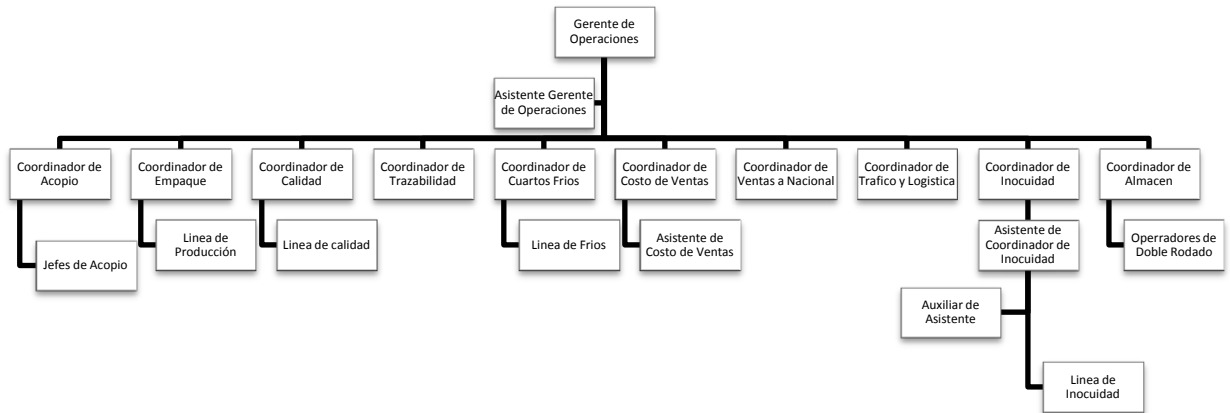 Gerente de
Operaciones
Asistente Gerente
de Operaciones
Coordinador de
Acopio
Coordinador de
Empaque
Coordinador de
Calidad
Coordinador de
Trazabilidad
Coordinador de
Cuartos Frios
Coordinador de
Costo de Ventas
Coordinador de
Ventas a Nacional
Coordinador de
Trafico y Logistica
Coordinador de
Inocuidad
Coordinador de
Almacen
Jefes de Acopio
Linea de
Producción
Linea de calidad
Linea de Frios
Asistente de
Costo de Ventas
Asistente de
Coordinador de
Inocuidad
Operradores de
Doble Rodado
Auxiliar de
Asistente
Linea de
Inocuidad